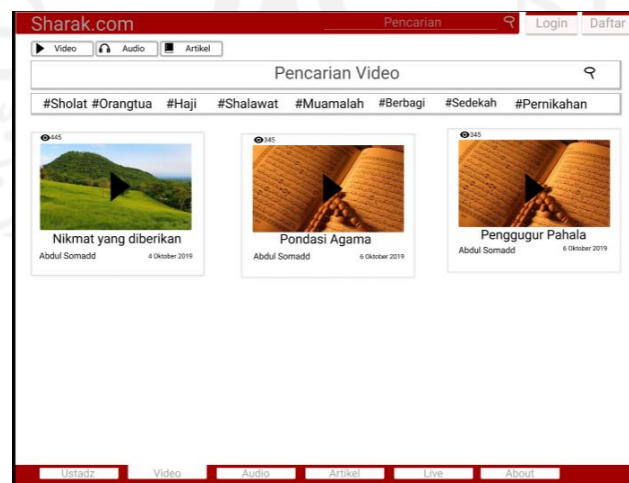 Sharak.com Pencarian Login Daftar
Video Audio Artikel
Pencarian Video
#Sholat #Orangtua #Haji #Shalawat #Muamalah #Berbagi #Sedekah #Pernikahan
445
Nikmat yang diberikan
Abdul Somadd 4 Oktober 2019
345
Pondasi Agama
Abdul Somadd 6 Oktober 2019
345
Penggugur Pahala
Abdul Somadd 6 Oktober 2019
Ustadz Video Audio Artikel Live About